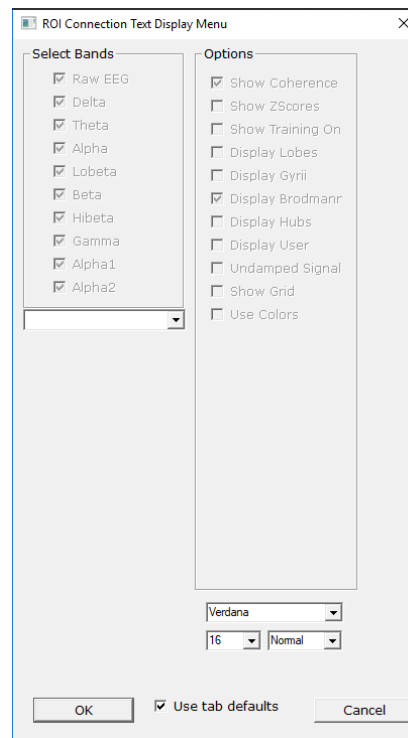 ROI Connection Text Display Menu
Select Bands
Raw EEG
Delta
Theta
Alpha
Lobeta
Beta
Hibeta
Gamma
Alpha1
Alpha2
Options
Show Coherence
Show ZScores
Show Training On
Display Lobes
Display Gyrii
Display Brodmanr
Display Hubs
Display User
Undamped Signal
Show Grid
Use Colors
Verdana
16 Normal
OK Use tab defaults Cancel